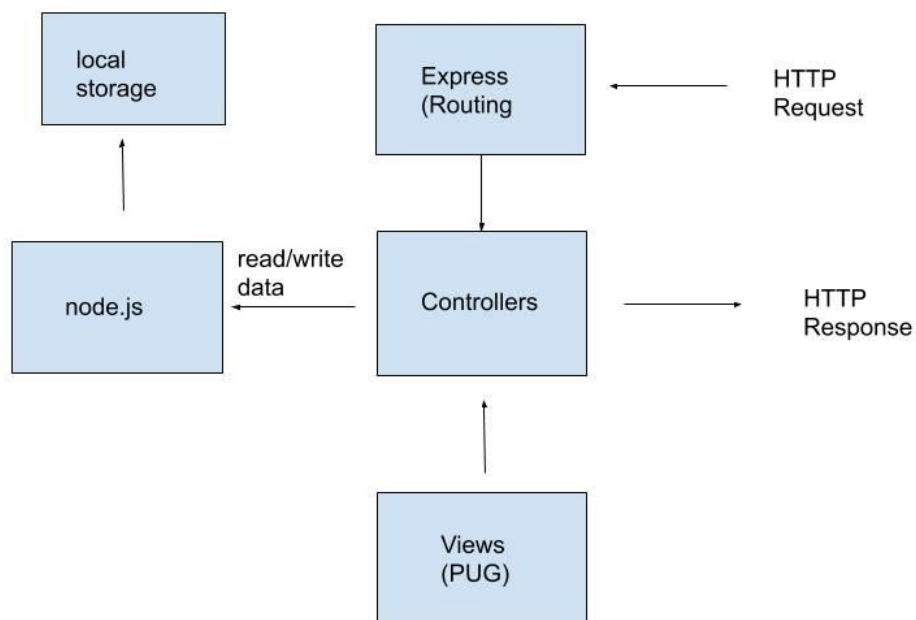 local
storage
Express
(Routing
HTTP
Request
node.js
read/write
data
Controllers
HTTP
Response
Views
(PUG)